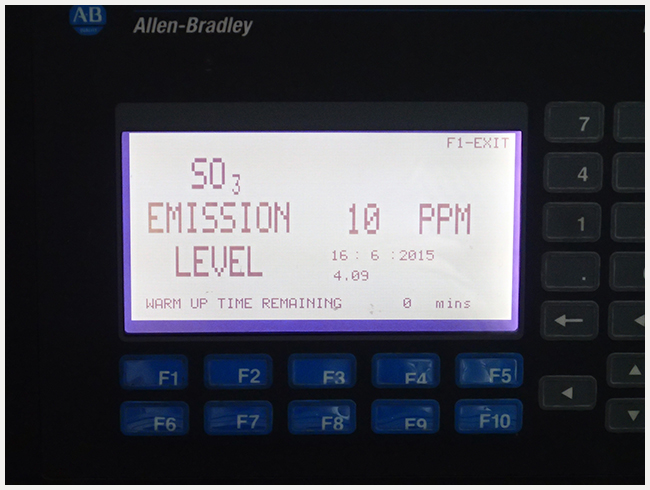 AB
Allen-Bradley
F1-EXIT
SO₃
EMISSION 10 PPM
LEVEL
16 : 6 :2015
4.09
WARM UP TIME REMAINING 0 mins
7
4
1
.
F1 F2 F3 F4 F5
F6 F7 F8 F9 F10